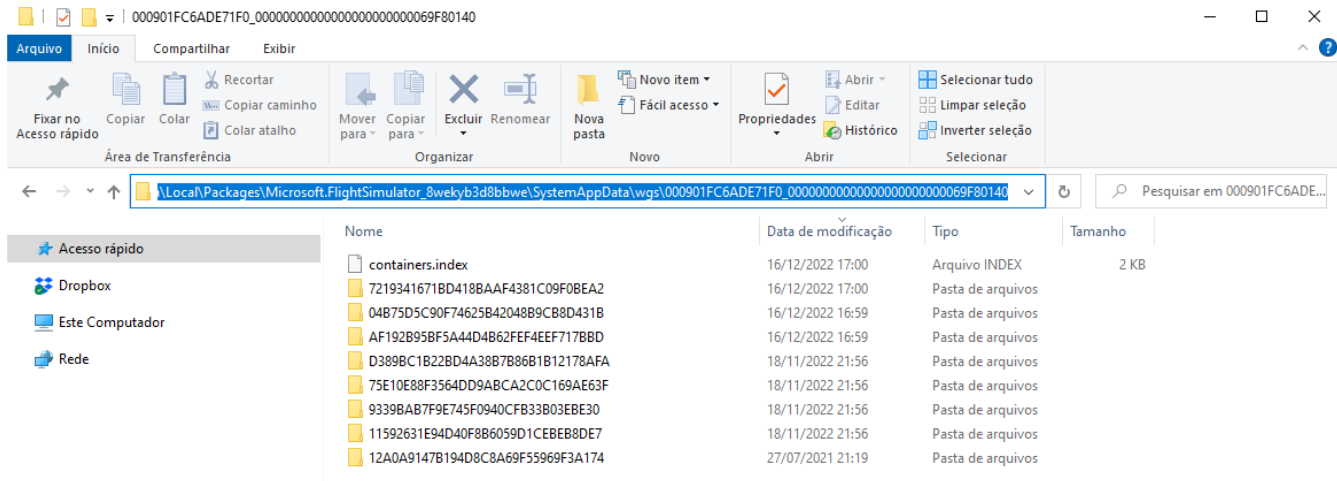 000901FC6ADE71F0_00000000000000000000000069F80140
Arquivo Início Compartilhar Exibir
Fixar no Acesso rápido
Copiar
Colar
Recortar
Copiar caminho
Colar atalho
Área de Transferência
Mover para
Copiar para
Excluir
Renomear
Organizar
Nova pasta
Novo item
Fácil acesso
Novo
Propriedades
Abrir
Editar
Histórico
Abrir
Selecionar tudo
Limpar seleção
Inverter seleção
Selecionar
\Local\Packages\Microsoft.FlightSimulator_8wekyb3d8bbwe\SystemAppData\wgs\000901FC6ADE71F0_00000000000000000000000069F80140
Pesquisar em 000901FC6ADE...
Acesso rápido
Dropbox
Este Computador
Rede
Nome Data de modificação Tipo Tamanho
containers.index 16/12/2022 17:00 Arquivo INDEX 2 KB
7219341671BD418BAAF4381C09F0BEA2 16/12/2022 17:00 Pasta de arquivos
04B75D5C90F74625B42048B9CB8D431B 16/12/2022 16:59 Pasta de arquivos
AF192B95BF5A44D4B62FEF4EEF717BBD 16/12/2022 16:59 Pasta de arquivos
D389BC1B22BD4A38B7B86B1B12178AFA 18/11/2022 21:56 Pasta de arquivos
75E10E88F3564DD9ABCA2C0C169AE63F 18/11/2022 21:56 Pasta de arquivos
9339BAB7F9E745F0940CFB33B03EBE30 18/11/2022 21:56 Pasta de arquivos
11592631E94D40F8B6059D1CEBEB8DE7 18/11/2022 21:56 Pasta de arquivos
12A0A9147B194D8C8A69F55969F3A174 27/07/2021 21:19 Pasta de arquivos